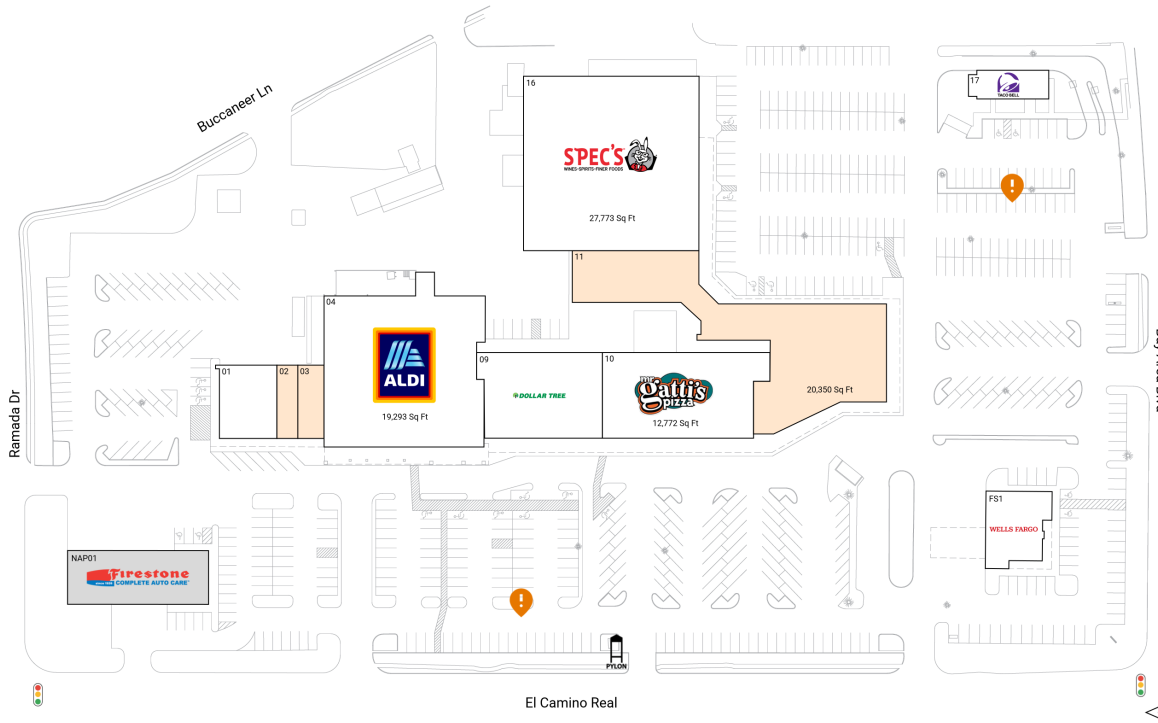 Buccaneer Ln
16
SPEC'S
WINES•SPIRITS•FINER FOODS
27,773 Sq Ft
17
TACO BELL
!
11
04
ALDI
19,293 Sq Ft
01
02
03
09
DOLLAR TREE
10
mr gatti's
pizza
12,772 Sq Ft
20,350 Sq Ft
Ramada Dr
FS1
WELLS FARGO
NAP01
Firestone
COMPLETE AUTO CARE
!
PYLON
El Camino Real